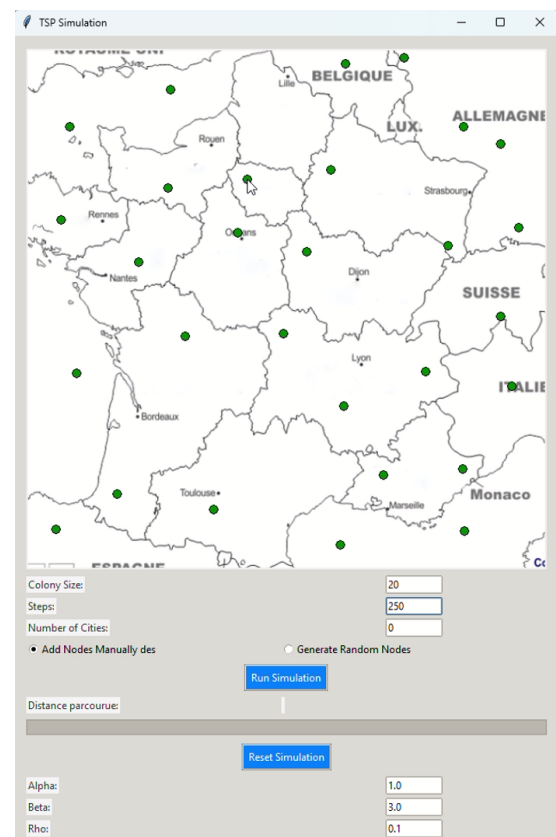 TSP Simulation
ROYAUME UNI
BELGIQUE
Lille
ALLEMAGNE
LUX.
Rouen
Strasbourg
Rennes
Orléans
Dijon
Nantes
SUISSE
Lyon
ITALIE
Bordeaux
Toulouse
Marseille
Monaco
ESPAGNE
Co
Colony Size: 20
Steps: 250
Number of Cities: 0
Add Nodes Manually des Generate Random Nodes
Run Simulation
Distance parcourue:
Reset Simulation
Alpha: 1.0
Beta: 3.0
Rho: 0.1